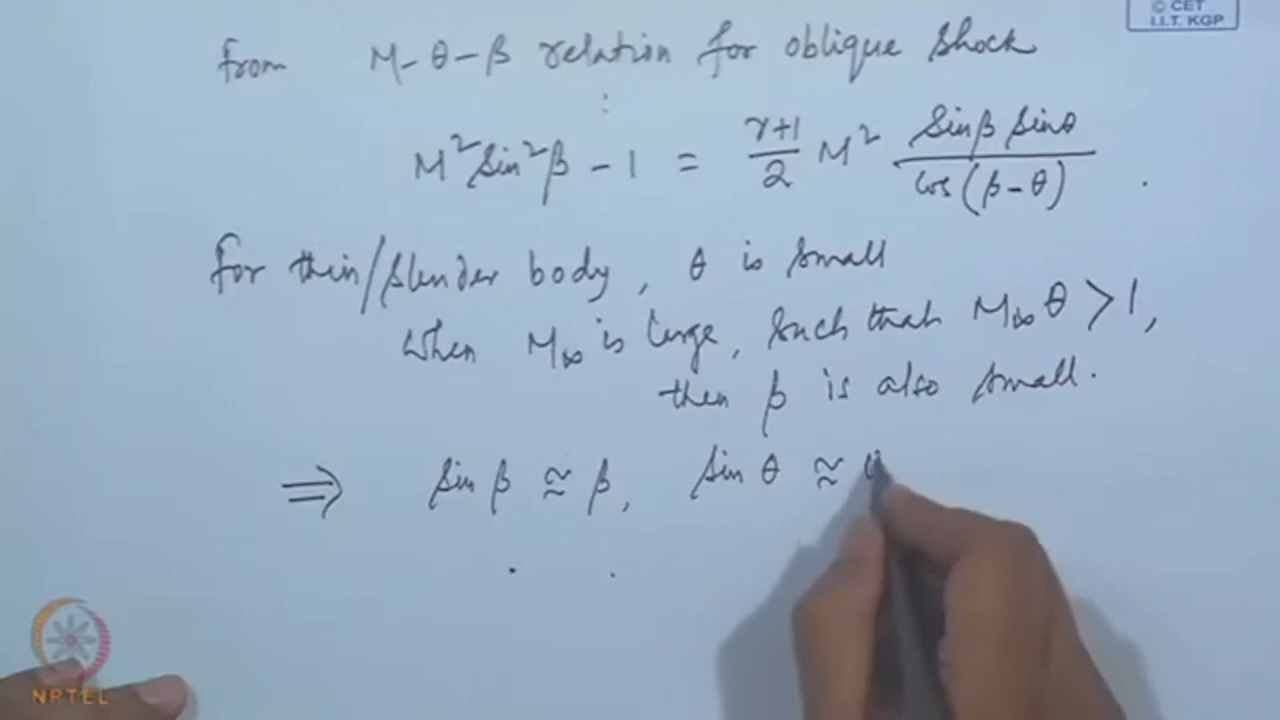 © CET
I.I.T. KGP
From M-θ-β relation for oblique shock
:
M² sin²β - 1 = γ+1/2 M² sinβ sinθ/cos(β-θ) .
For thin/slender body, θ is small
when M∞ is large, such that M∞θ > 1,
then β is also small.
⇒ sin β ≅ β, sin θ ≅
NPTEL